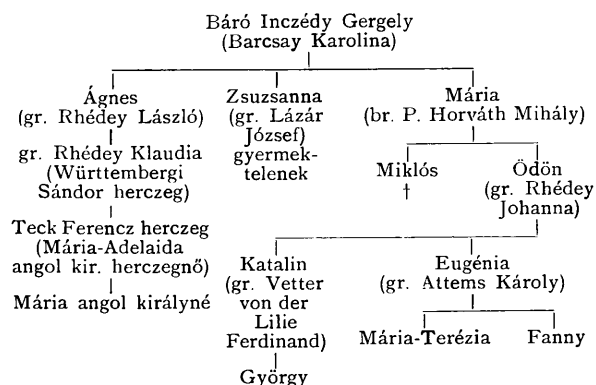 Báró Inczédy Gergely
(Barcsay Karolina)
Ágnes
(gr. Rhédey László)
gr. Rhédey Klaudia
(Württembergi
Sándor herczeg)
Teck Ferencz herczeg
(Mária-Adelaida
angol kir. herczegnő)
Mária angol királyné
Zsuzsanna
(gr. Lázár
József)
gyermek-
telenek
Mária
(br. P. Horváth Mihály)
Miklós
†
Ödön
(gr. Rhédey
Johanna)
Katalin
(gr. Vetter
von der
Lilie
Ferdinand)
György
Eugénia
(gr. Attems Károly)
Mária-Terézia
Fanny